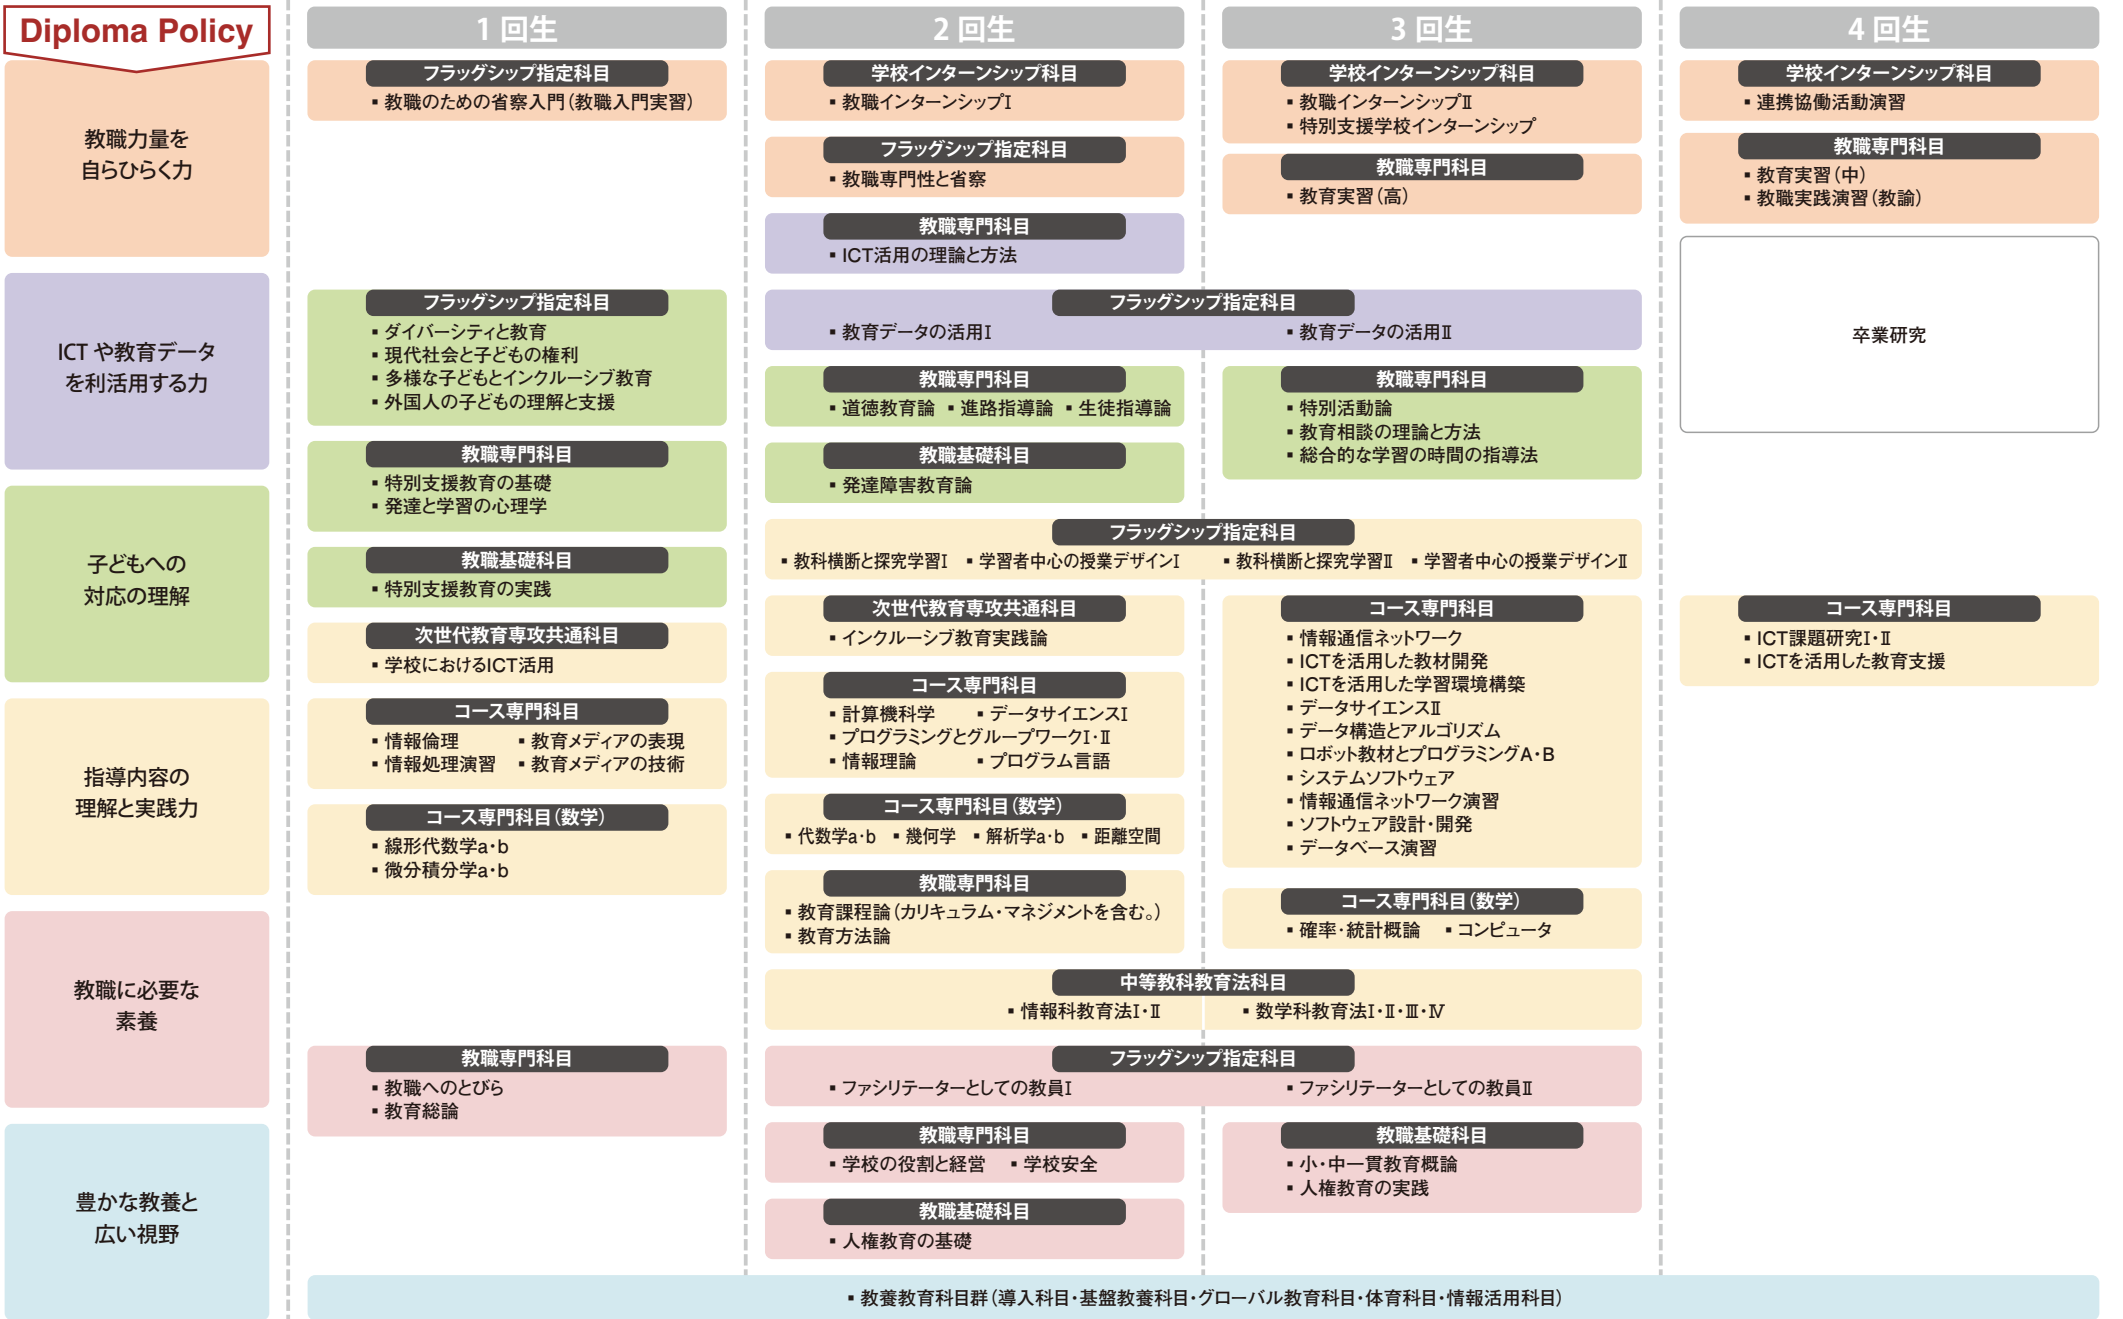 Diploma Policy
教職力量を
自らひらく力
ICT や教育データ
を利活用する力
子どもへの
対応の理解
指導内容の
理解と実践力
教職に必要な
素養
豊かな教養と
広い視野
1 回生
フラッグシップ指定科目
▪ 教職のための省察入門(教職入門実習)
フラッグシップ指定科目
▪ ダイバーシティと教育
▪ 現代社会と子どもの権利
▪ 多様な子どもとインクルーシブ教育
▪ 外国人の子どもの理解と支援
教職専門科目
▪ 特別支援教育の基礎
▪ 発達と学習の心理学
教職基礎科目
▪ 特別支援教育の実践
次世代教育専攻共通科目
▪ 学校におけるICT活用
コース専門科目
▪ 情報倫理 ▪ 教育メディアの表現
▪ 情報処理演習 ▪ 教育メディアの技術
コース専門科目(数学)
▪ 線形代数学a・b
▪ 微分積分学a・b
教職専門科目
▪ 教職へのとびら
▪ 教育総論
2 回生
学校インターンシップ科目
▪ 教職インターンシップI
フラッグシップ指定科目
▪ 教職専門性と省察
教職専門科目
▪ ICT活用の理論と方法
3 回生
学校インターンシップ科目
▪ 教職インターンシップⅡ
▪ 特別支援学校インターンシップ
教職専門科目
▪ 教育実習(高)
フラッグシップ指定科目
▪ 教育データの活用I ▪ 教育データの活用Ⅱ
教職専門科目
▪ 道徳教育論 ▪ 進路指導論 ▪ 生徒指導論
教職基礎科目
▪ 発達障害教育論
教職専門科目
▪ 特別活動論
▪ 教育相談の理論と方法
▪ 総合的な学習の時間の指導法
フラッグシップ指定科目
▪ 教科横断と探究学習I ▪ 学習者中心の授業デザインI ▪ 教科横断と探究学習Ⅱ ▪ 学習者中心の授業デザインⅡ
次世代教育専攻共通科目
▪ インクルーシブ教育実践論
コース専門科目
▪ 計算機科学 ▪ データサイエンスI
▪ プログラミングとグループワークI・Ⅱ
▪ 情報理論 ▪ プログラム言語
コース専門科目(数学)
▪ 代数学a・b ▪ 幾何学 ▪ 解析学a・b ▪ 距離空間
教職専門科目
▪ 教育課程論(カリキュラム・マネジメントを含む。)
▪ 教育方法論
コース専門科目
▪ 情報通信ネットワーク
▪ ICTを活用した教材開発
▪ ICTを活用した学習環境構築
▪ データサイエンスⅡ
▪ データ構造とアルゴリズム
▪ ロボット教材とプログラミングA・B
▪ システムソフトウェア
▪ 情報通信ネットワーク演習
▪ ソフトウェア設計・開発
▪ データベース演習
コース専門科目(数学)
▪ 確率・統計概論 ▪ コンピュータ
中等教科教育法科目
▪ 情報科教育法I・Ⅱ ▪ 数学科教育法I・Ⅱ・Ⅲ・Ⅳ
フラッグシップ指定科目
▪ ファシリテーターとしての教員I ▪ ファシリテーターとしての教員Ⅱ
教職専門科目
▪ 学校の役割と経営 ▪ 学校安全
教職基礎科目
▪ 人権教育の基礎
教職基礎科目
▪ 小・中一貫教育概論
▪ 人権教育の実践
4 回生
学校インターンシップ科目
▪ 連携協働活動演習
教職専門科目
▪ 教育実習(中)
▪ 教職実践演習(教諭)
卒業研究
コース専門科目
▪ ICT課題研究I・Ⅱ
▪ ICTを活用した教育支援
▪ 教養教育科目群(導入科目・基盤教養科目・グローバル教育科目・体育科目・情報活用科目)